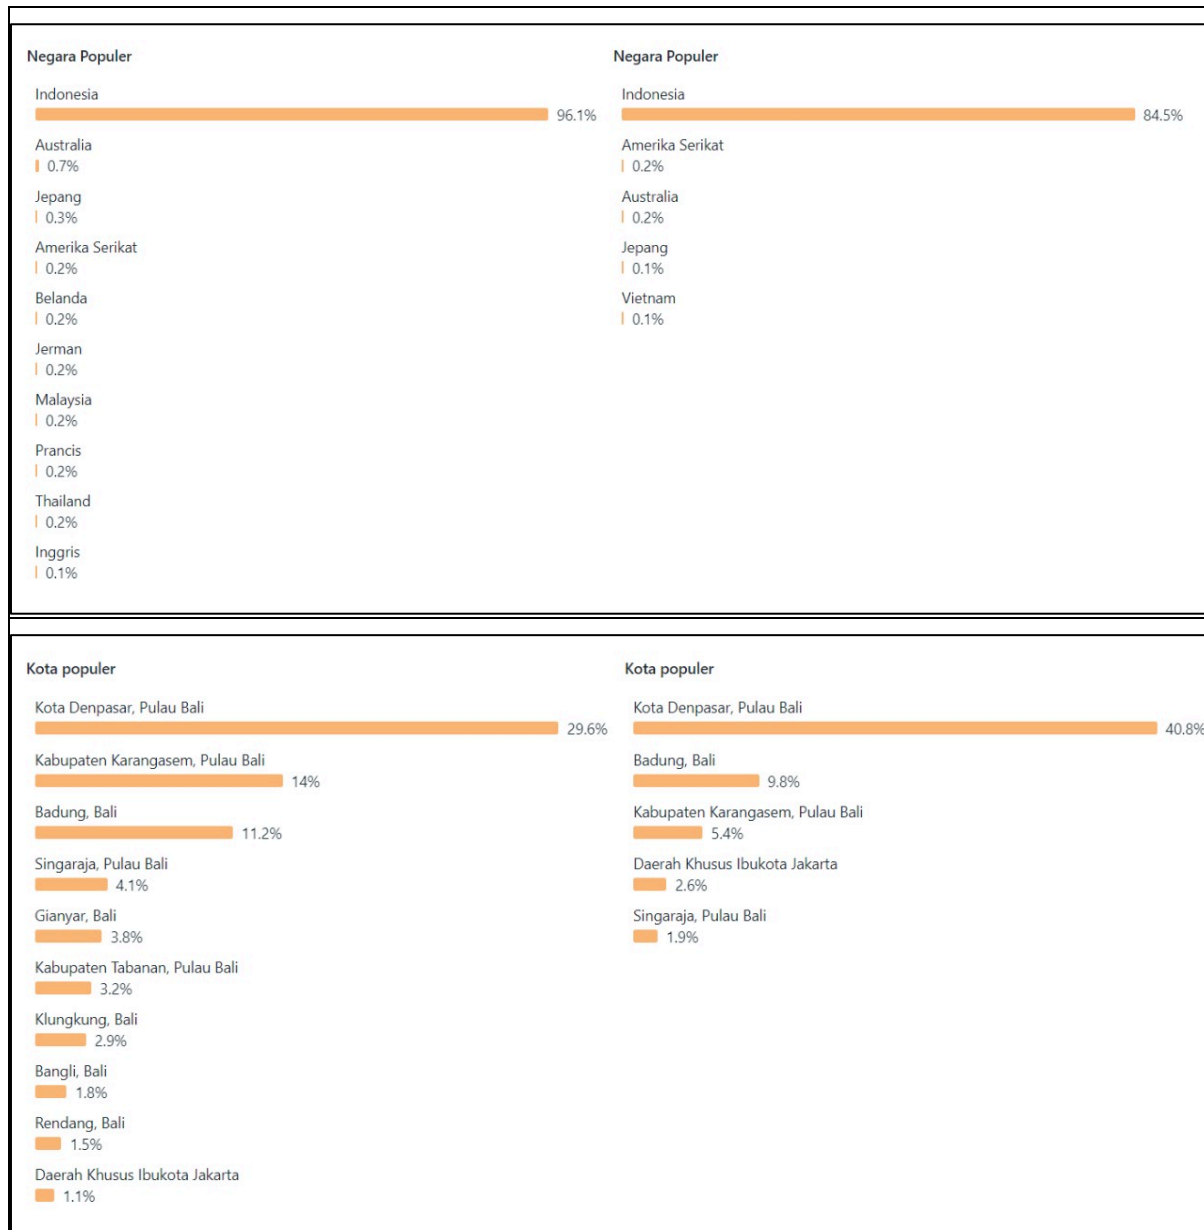 Negara Populer
Indonesia
96.1%
Australia
0.7%
Jepang
0.3%
Amerika Serikat
0.2%
Belanda
0.2%
Jerman
0.2%
Malaysia
0.2%
Prancis
0.2%
Thailand
0.2%
Inggris
0.1%
Negara Populer
Indonesia
84.5%
Amerika Serikat
0.2%
Australia
0.2%
Jepang
0.1%
Vietnam
0.1%
Kota populer
Kota Denpasar, Pulau Bali
29.6%
Kabupaten Karangasem, Pulau Bali
14%
Badung, Bali
11.2%
Singaraja, Pulau Bali
4.1%
Gianyar, Bali
3.8%
Kabupaten Tabanan, Pulau Bali
3.2%
Klungkung, Bali
2.9%
Bangli, Bali
1.8%
Rendang, Bali
1.5%
Daerah Khusus Ibukota Jakarta
1.1%
Kota populer
Kota Denpasar, Pulau Bali
40.8%
Badung, Bali
9.8%
Kabupaten Karangasem, Pulau Bali
5.4%
Daerah Khusus Ibukota Jakarta
2.6%
Singaraja, Pulau Bali
1.9%